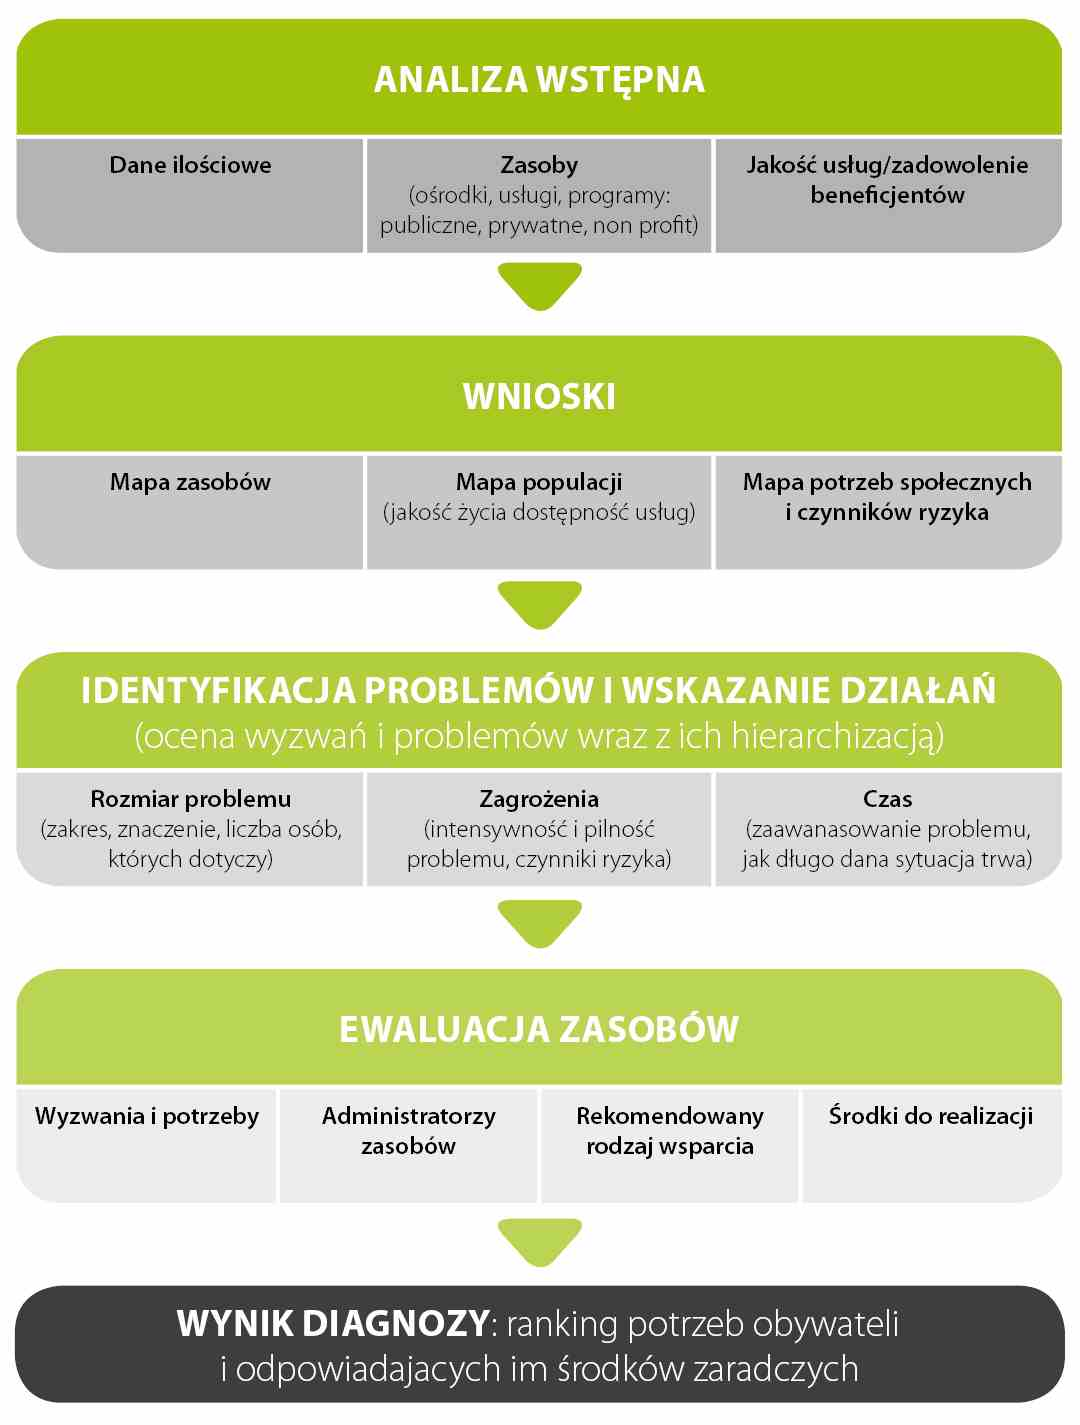 ANALIZA WSTĘPNA
Dane ilościowe
Zasoby
(ośrodki, usługi, programy:
publiczne, prywatne, non profit)
Jakość usług/zadowolenie
beneficjentów
WNIOSKI
Mapa zasobów
Mapa populacji
(jakość życia dostępność usług)
Mapa potrzeb społecznych
i czynników ryzyka
IDENTYFIKACJA PROBLEMÓW I WSKAZANIE DZIAŁAŃ
(ocena wyzwań i problemów wraz z ich hierarchizacją)
Rozmiar problemu
(zakres, znaczenie, liczba osób,
których dotyczy)
Zagrożenia
(intensywność i pilność
problemu, czynniki ryzyka)
Czas
(zaawanasowanie problemu,
jak długo dana sytuacja trwa)
EWALUACJA ZASOBÓW
Wyzwania i potrzeby
Administratorzy
zasobów
Rekomendowany
rodzaj wsparcia
Środki do realizacji
WYNIK DIAGNOZY: ranking potrzeb obywateli
i odpowiadajacych im środków zaradczych